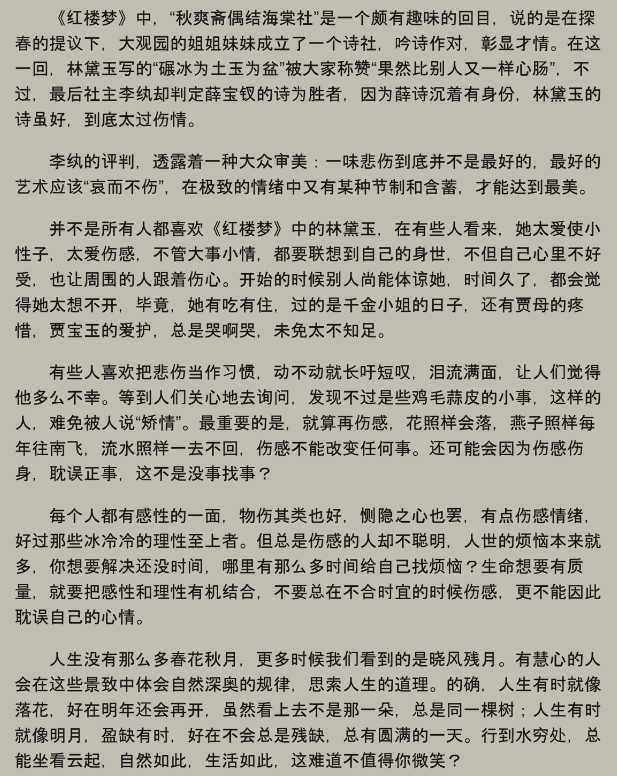 《红楼梦》中，“秋爽斋偶结海棠社”是一个颇有趣味的回目，说的是在探
春的提议下，大观园的姐姐妹妹成立了一个诗社，吟诗作对，彰显才情。在这
一回，林黛玉写的“碾冰为土玉为盆”被大家称赞“果然比别人又一样心肠”，不
过，最后社主李纨却判定薛宝钗的诗为胜者，因为薛诗沉着有身份，林黛玉的
诗虽好，到底太过伤情。
李纨的评判，透露着一种大众审美：一味悲伤到底并不是最好的，最好的
艺术应该“哀而不伤”，在极致的情绪中又有某种节制和含蓄，才能达到最美。
并不是所有人都喜欢《红楼梦》中的林黛玉，在有些人看来，她太爱使小
性子，太爱伤感，不管大事小情，都要联想到自己的身世，不但自己心里不好
受，也让周围的人跟着伤心。开始的时候别人尚能体谅她，时间久了，都会觉
得她太想不开，毕竟，她有吃有住，过的是千金小姐的日子，还有贾母的疼
惜，贾宝玉的爱护，总是哭啊哭，未免太不知足。
有些人喜欢把悲伤当作习惯，动不动就长吁短叹，泪流满面，让人们觉得
他多么不幸。等到人们关心地去询问，发现不过是些鸡毛蒜皮的小事，这样的
人，难免被人说“矫情”。最重要的是，就算再伤感，花照样会落，燕子照样每
年往南飞，流水照样一去不回，伤感不能改变任何事。还可能会因为伤感伤
身，耽误正事，这不是没事找事？
每个人都有感性的一面，物伤其类也好，恻隐之心也罢，有点伤感情绪，
好过那些冰冷冷的理性至上者。但总是伤感的人却不聪明，人世的烦恼本来就
多，你想要解决还没时间，哪里有那么多时间给自己找烦恼？生命想要有质
量，就要把感性和理性有机结合，不要总在不合时宜的时候伤感，更不能因此
耽误自己的心情。
人生没有那么多春花秋月，更多时候我们看到的是晓风残月。有慧心的人
会在这些景致中体会自然深奥的规律，思索人生的道理。的确，人生有时就像
落花，好在明年还会再开，虽然看上去不是那一朵，总是同一棵树；人生有时
就像明月，盈缺有时，好在不会总是残缺，总有圆满的一天。行到水穷处，总
能坐看云起，自然如此，生活如此，这难道不值得你微笑？